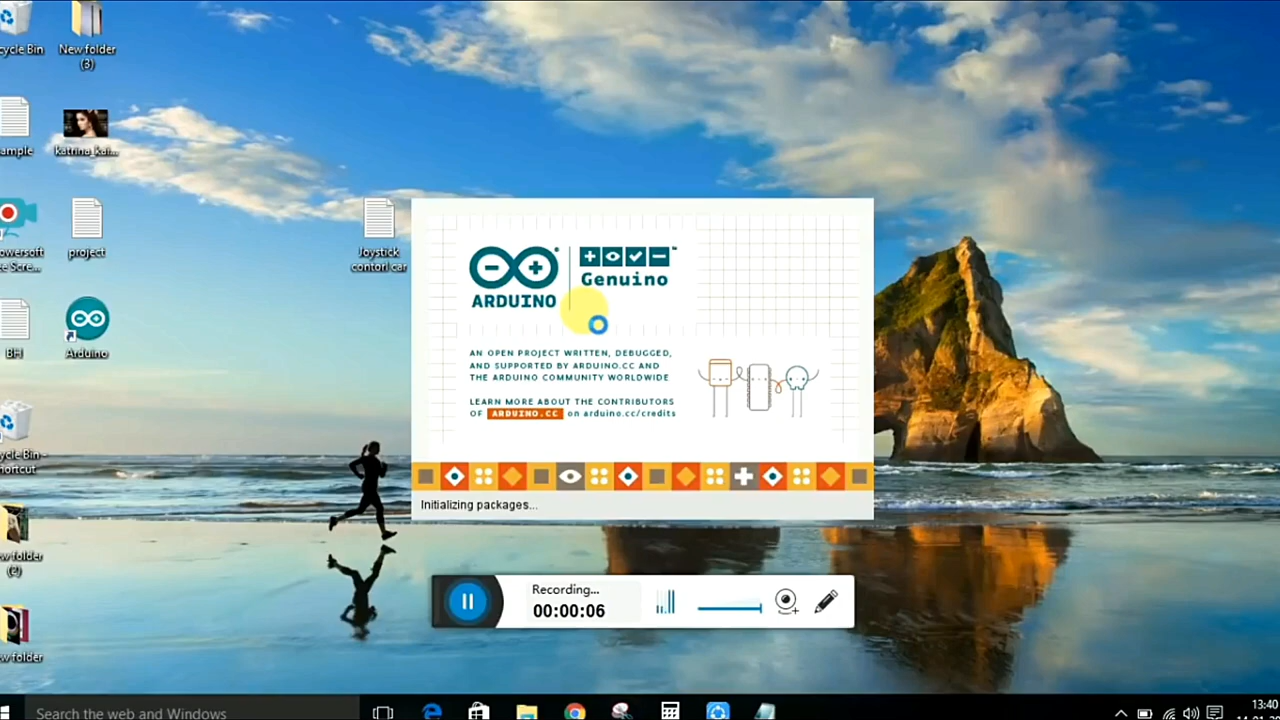 cycle Bin
New folder
(3)
ample
katrina_kai...
owersoft
ee Scre...
project
Joystick
contorl car
BH
Arduino
cycle Bin -
hortcut
w folder
(2)
w folder
ARDUINO
Genuino
AN OPEN PROJECT WRITTEN, DEBUGGED,
AND SUPPORTED BY ARDUINO.CC AND
THE ARDUINO COMMUNITY WORLDWIDE
LEARN MORE ABOUT THE CONTRIBUTORS
OF ARDUINO.CC on arduino.cc/credits
Initializing packages...
Recording...
00:00:06
Search the web and Windows
13:40